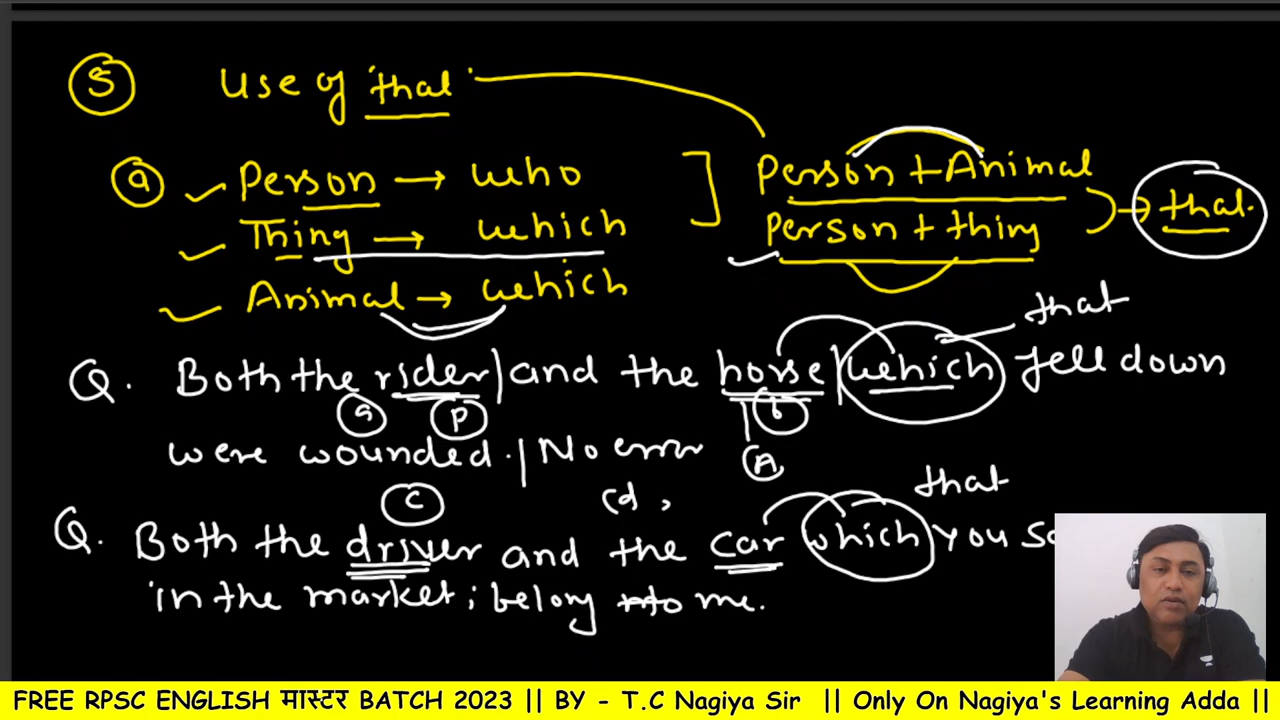 5 Use of that
a Person → who
Thing → which
Animal → which
Person + Animal
Person + thing
→ that
that
Q. Both the rider | and the horse | which fell down
a P b
were wounded. | No error A
c (d)
that
Q. Both the driver and the car which you
in the market; belong to me.
FREE RPSC ENGLISH मास्टर BATCH 2023 || BY - T.C Nagiya Sir || Only On Nagiya's Learning Adda ||